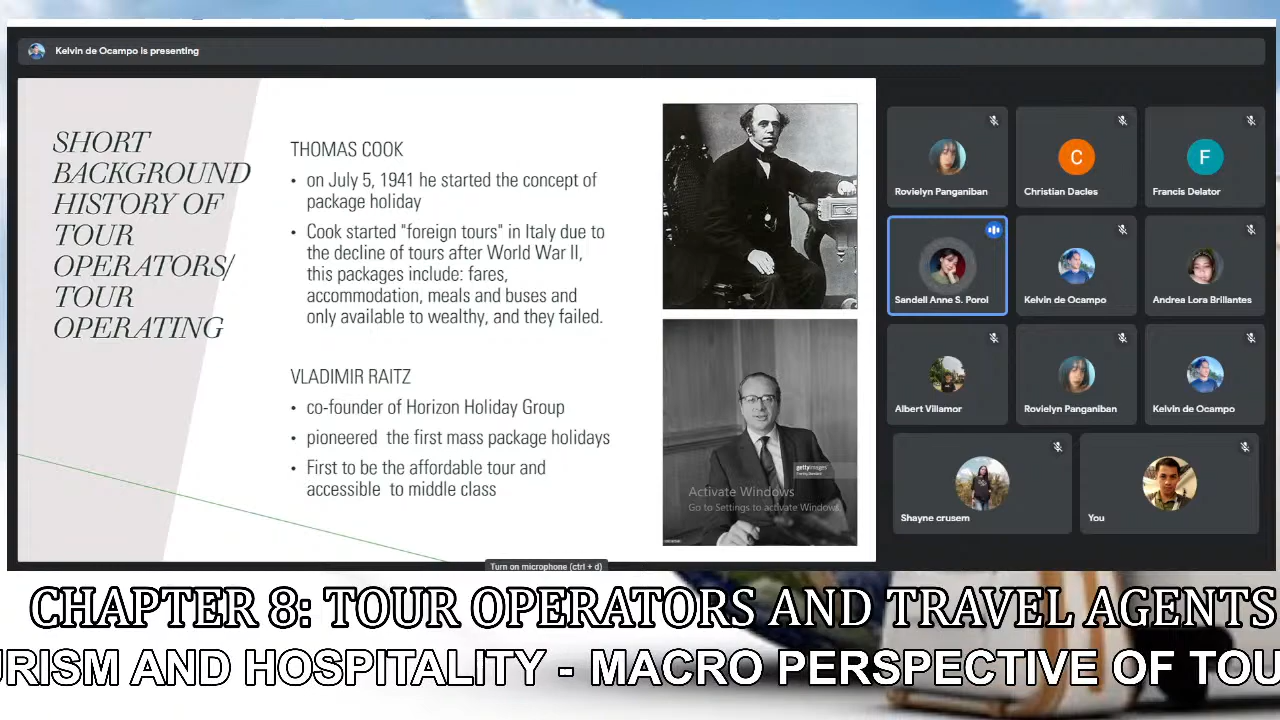 Kelvin de Ocampo is presenting
SHORT
BACKGROUND
HISTORY OF
TOUR
OPERATORS/
TOUR
OPERATING
THOMAS COOK
• on July 5, 1941 he started the concept of
package holiday
• Cook started "foreign tours" in Italy due to
the decline of tours after World War II,
this packages include: fares,
accommodation, meals and buses and
only available to wealthy, and they failed.
VLADIMIR RAITZ
• co-founder of Horizon Holiday Group
• pioneered the first mass package holidays
• First to be the affordable tour and
accessible to middle class
gettyimages
Activate Windows
Go to Settings to activate Windows.
Rovielyn Panganiban
C
Christian Dacles
F
Francis Delator
Sandell Anne S. Porol
Kelvin de Ocampo
Andrea Lora Brillantes
Albert Villamor
Rovielyn Panganiban
Kelvin de Ocampo
Shayne crusem
You
Turn on microphone (ctrl + d)
CHAPTER 8: TOUR OPERATORS AND TRAVEL AGENTS
URISM AND HOSPITALITY - MACRO PERSPECTIVE OF TOU